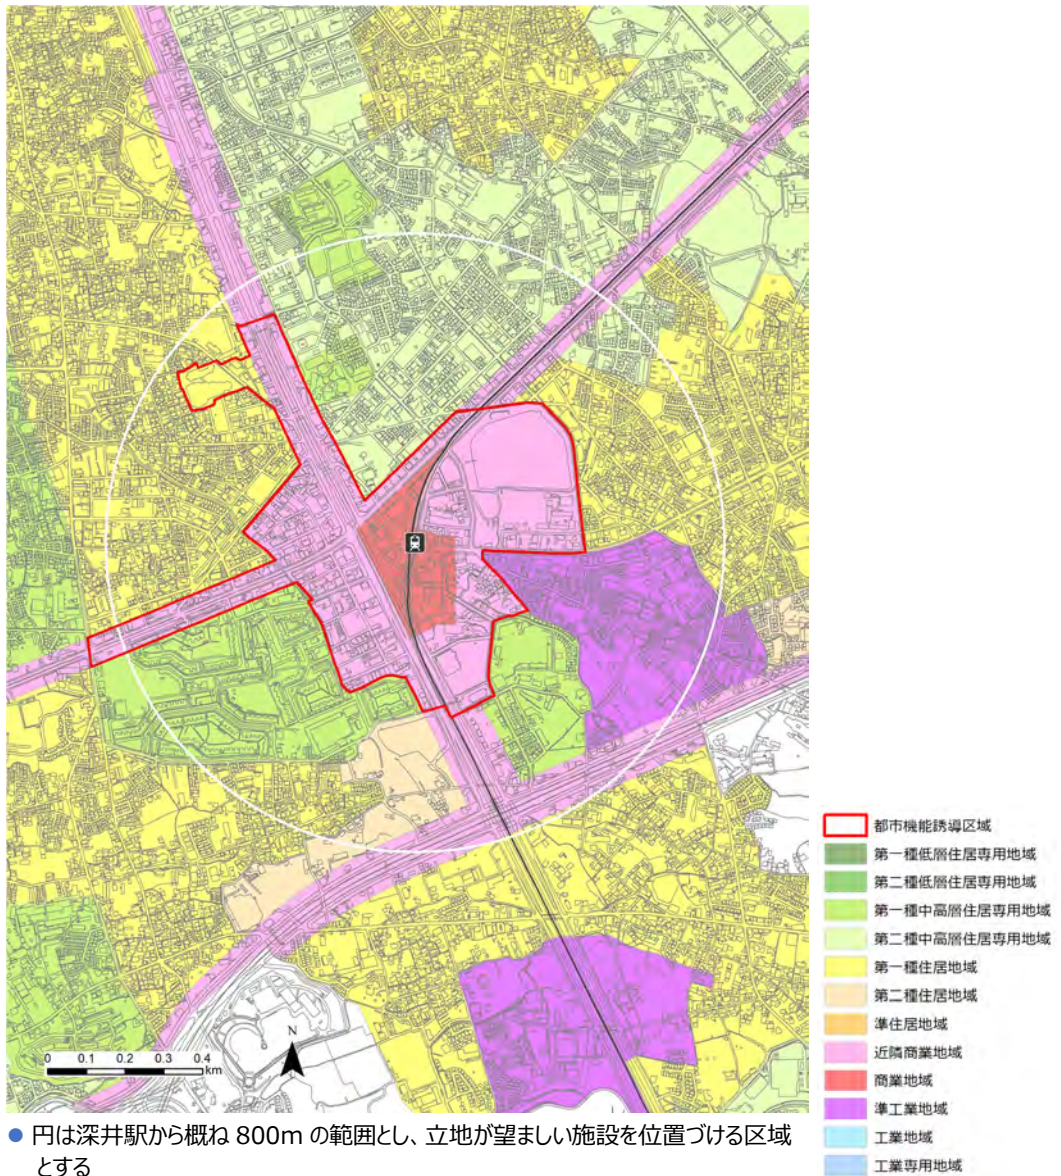 N
0 0.1 0.2 0.3 0.4
km
都市機能誘導区域
第一種低層住居専用地域
第二種低層住居専用地域
第一種中高層住居専用地域
第二種中高層住居専用地域
第一種住居地域
第二種住居地域
準住居地域
近隣商業地域
商業地域
準工業地域
工業地域
工業専用地域
● 円は深井駅から概ね 800m の範囲とし、立地が望ましい施設を位置づける区域
とする